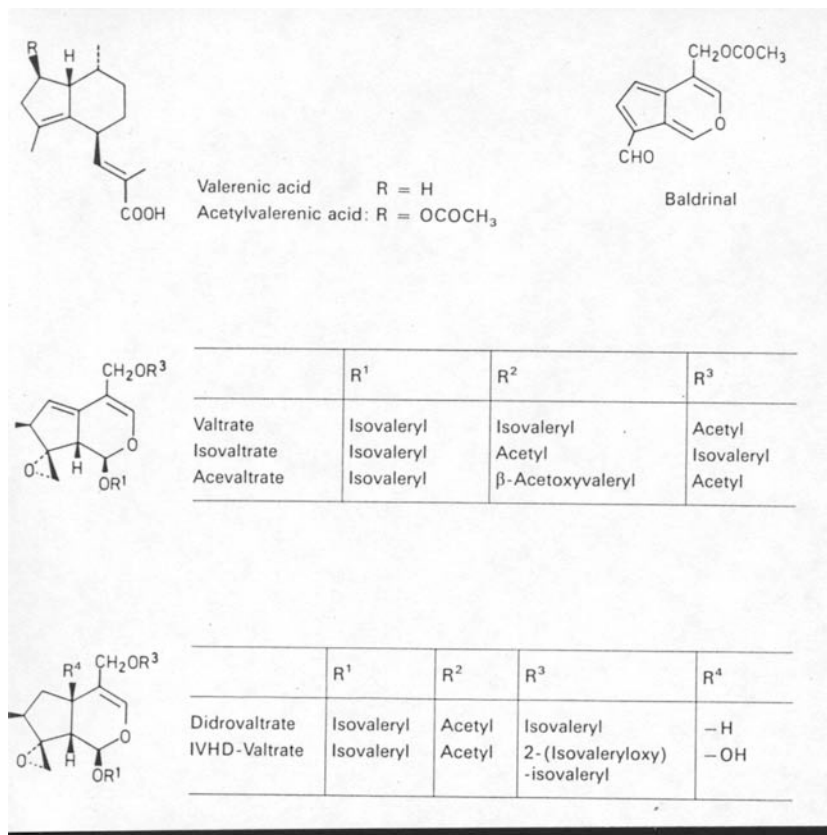 R H
CH₂OCOCH₃
O
CHO
COOH
Valerenic acid R = H
Acetylvalerenic acid: R = OCOCH₃
Baldrinal
CH₂OR³
O
O H
OR¹
R¹ R² R³
Valtrate Isovaleryl Isovaleryl Acetyl
Isovaltrate Isovaleryl Acetyl Isovaleryl
Acevaltrate Isovaleryl β-Acetoxyvaleryl Acetyl
R⁴ CH₂OR³
O
O H
OR¹
R¹ R² R³ R⁴
Didrovaltrate Isovaleryl Acetyl Isovaleryl –H
IVHD-Valtrate Isovaleryl Acetyl 2-(Isovaleryloxy) –OH
-isovaleryl